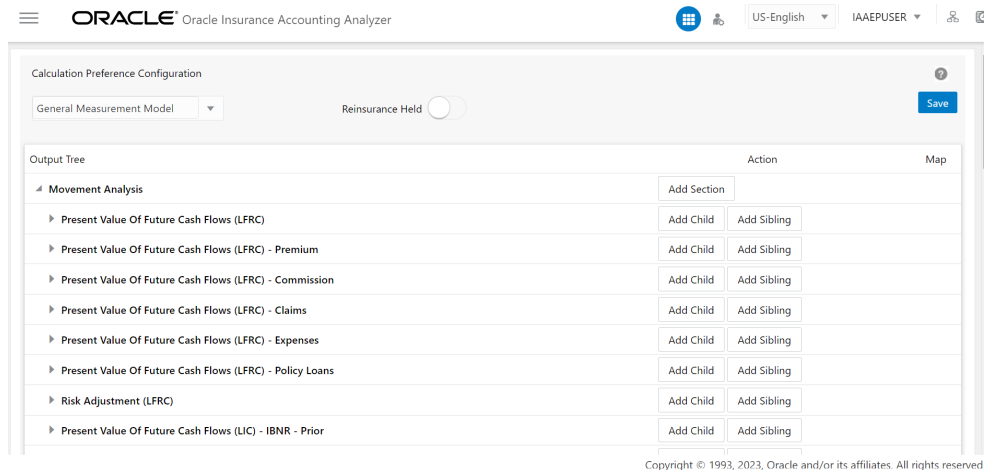 ORACLE® Oracle Insurance Accounting Analyzer
US-English
IAAEPUSER
Calculation Preference Configuration
?
General Measurement Model
Reinsurance Held
Save
Output Tree Action Map
Movement Analysis Add Section
Present Value Of Future Cash Flows (LFRC) Add Child Add Sibling
Present Value Of Future Cash Flows (LFRC) - Premium Add Child Add Sibling
Present Value Of Future Cash Flows (LFRC) - Commission Add Child Add Sibling
Present Value Of Future Cash Flows (LFRC) - Claims Add Child Add Sibling
Present Value Of Future Cash Flows (LFRC) - Expenses Add Child Add Sibling
Present Value Of Future Cash Flows (LFRC) - Policy Loans Add Child Add Sibling
Risk Adjustment (LFRC) Add Child Add Sibling
Present Value Of Future Cash Flows (LIC) - IBNR - Prior Add Child Add Sibling
Copyright © 1993, 2023, Oracle and/or its affiliates. All rights reserved